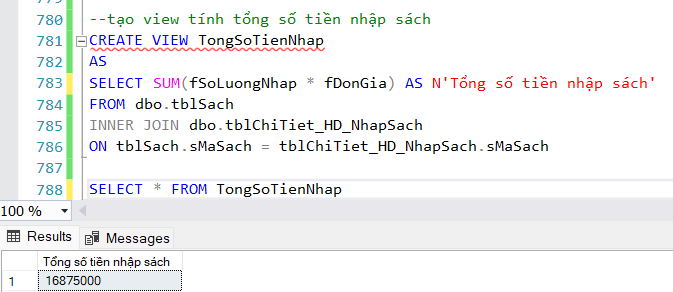 780 --tạo view tính tổng số tiền nhập sách
781 CREATE VIEW TongSoTienNhap
782 AS
783 SELECT SUM(fSoLuongNhap * fDonGia) AS N'Tổng số tiền nhập sách'
784 FROM dbo.tblSach
785 INNER JOIN dbo.tblChiTiet_HD_NhapSach
786 ON tblSach.sMaSach = tblChiTiet_HD_NhapSach.sMaSach
787
788 SELECT * FROM TongSoTienNhap
100 %
Results Messages
Tổng số tiền nhập sách
1 16875000